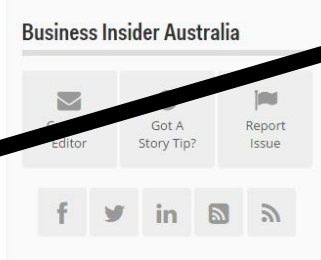 Business Insider Australia
Editor
Got A
Story Tip?
Report
Issue